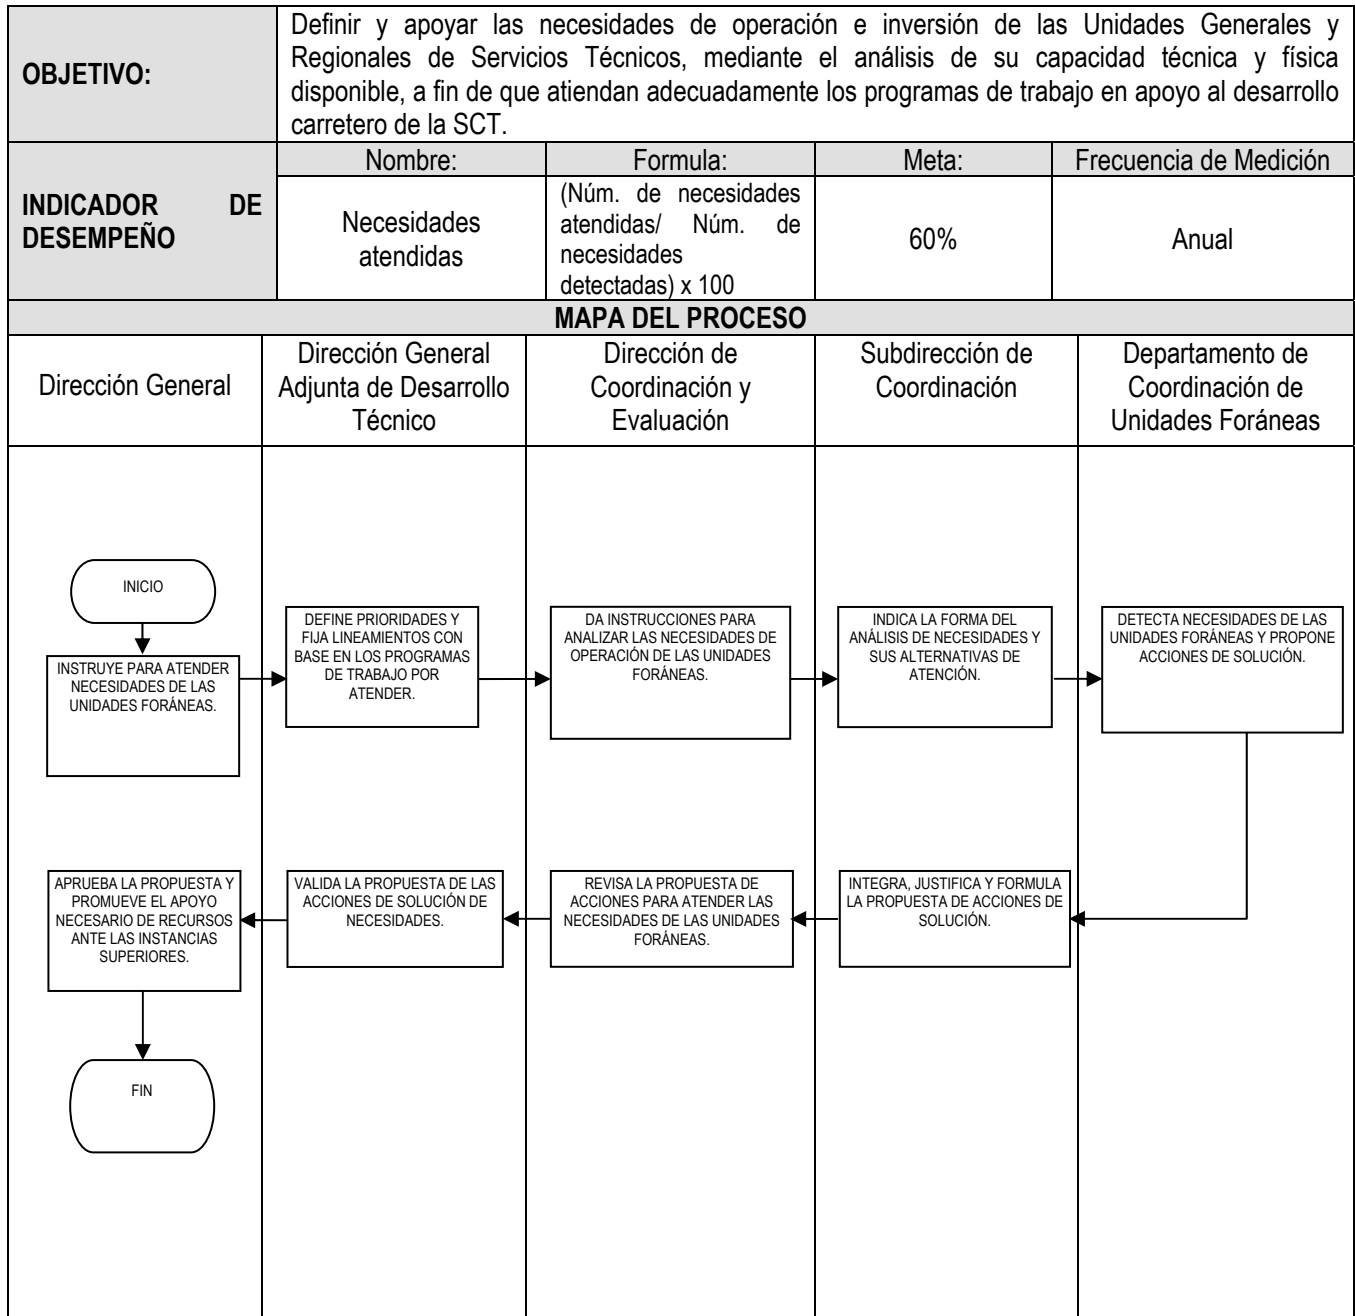 OBJETIVO:
Definir y apoyar las necesidades de operación e inversión de las Unidades Generales y
Regionales de Servicios Técnicos, mediante el análisis de su capacidad técnica y física
disponible, a fin de que atiendan adecuadamente los programas de trabajo en apoyo al desarrollo
carretero de la SCT.
INDICADOR DE
DESEMPEÑO
Nombre:
Formula:
Meta:
Frecuencia de Medición
Necesidades
atendidas
(Núm. de necesidades
atendidas/ Núm. de
necesidades
detectadas) x 100
60%
Anual
MAPA DEL PROCESO
Dirección General
Dirección General
Adjunta de Desarrollo
Técnico
Dirección de
Coordinación y
Evaluación
Subdirección de
Coordinación
Departamento de
Coordinación de
Unidades Foráneas
INICIO
INSTRUYE PARA ATENDER
NECESIDADES DE LAS
UNIDADES FORÁNEAS.
DEFINE PRIORIDADES Y
FIJA LINEAMIENTOS CON
BASE EN LOS PROGRAMAS
DE TRABAJO POR
ATENDER.
DA INSTRUCCIONES PARA
ANALIZAR LAS NECESIDADES DE
OPERACIÓN DE LAS UNIDADES
FORÁNEAS.
INDICA LA FORMA DEL
ANÁLISIS DE NECESIDADES Y
SUS ALTERNATIVAS DE
ATENCIÓN.
DETECTA NECESIDADES DE LAS
UNIDADES FORÁNEAS Y PROPONE
ACCIONES DE SOLUCIÓN.
APRUEBA LA PROPUESTA Y
PROMUEVE EL APOYO
NECESARIO DE RECURSOS
ANTE LAS INSTANCIAS
SUPERIORES.
VALIDA LA PROPUESTA DE LAS
ACCIONES DE SOLUCIÓN DE
NECESIDADES.
REVISA LA PROPUESTA DE
ACCIONES PARA ATENDER LAS
NECESIDADES DE LAS UNIDADES
FORÁNEAS.
INTEGRA, JUSTIFICA Y FORMULA
LA PROPUESTA DE ACCIONES DE
SOLUCIÓN.
FIN